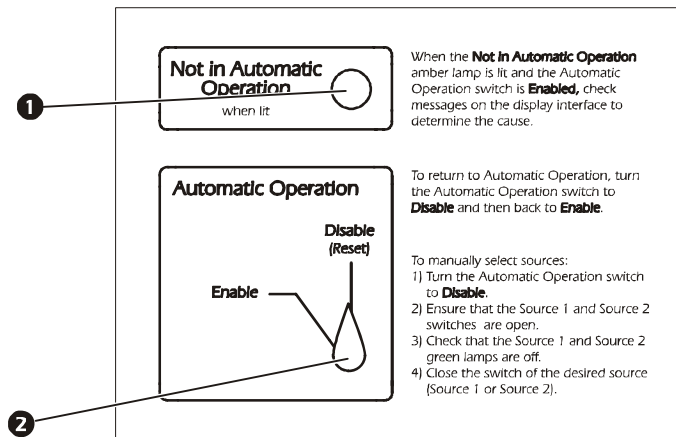 Not in Automatic
Operation
when lit
1
When the Not in Automatic Operation
amber lamp is lit and the Automatic
Operation switch is Enabled, check
messages on the display interface to
determine the cause.
Automatic Operation
Disable
(Reset)
Enable
2
To return to Automatic Operation, turn
the Automatic Operation switch to
Disable and then back to Enable.
To manually select sources:
1) Turn the Automatic Operation switch
to Disable.
2) Ensure that the Source 1 and Source 2
switches are open.
3) Check that the Source 1 and Source 2
green lamps are off.
4) Close the switch of the desired source
(Source 1 or Source 2).